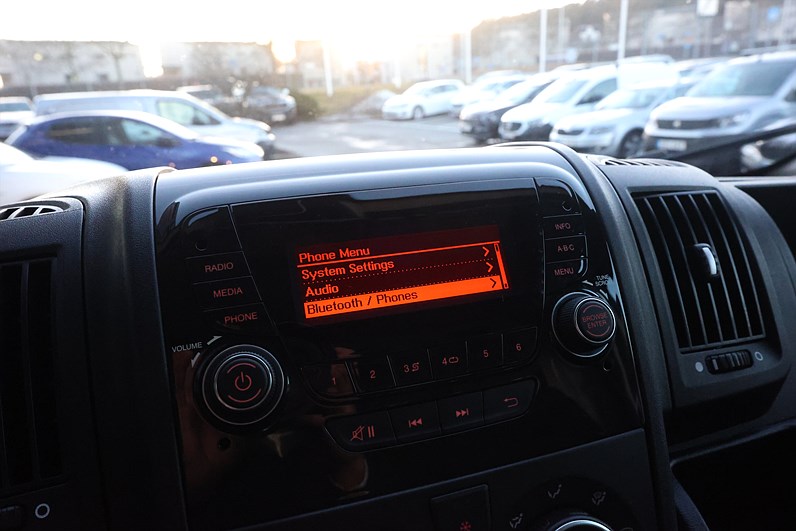 Phone Menu
System Settings
Audio
Bluetooth / Phones
RADIO
MEDIA
PHONE
VOLUME
1
2
3
4
5
6
INFO
A-B-C
MENU
TUNE
SCROLL
BROWSE
ENTER